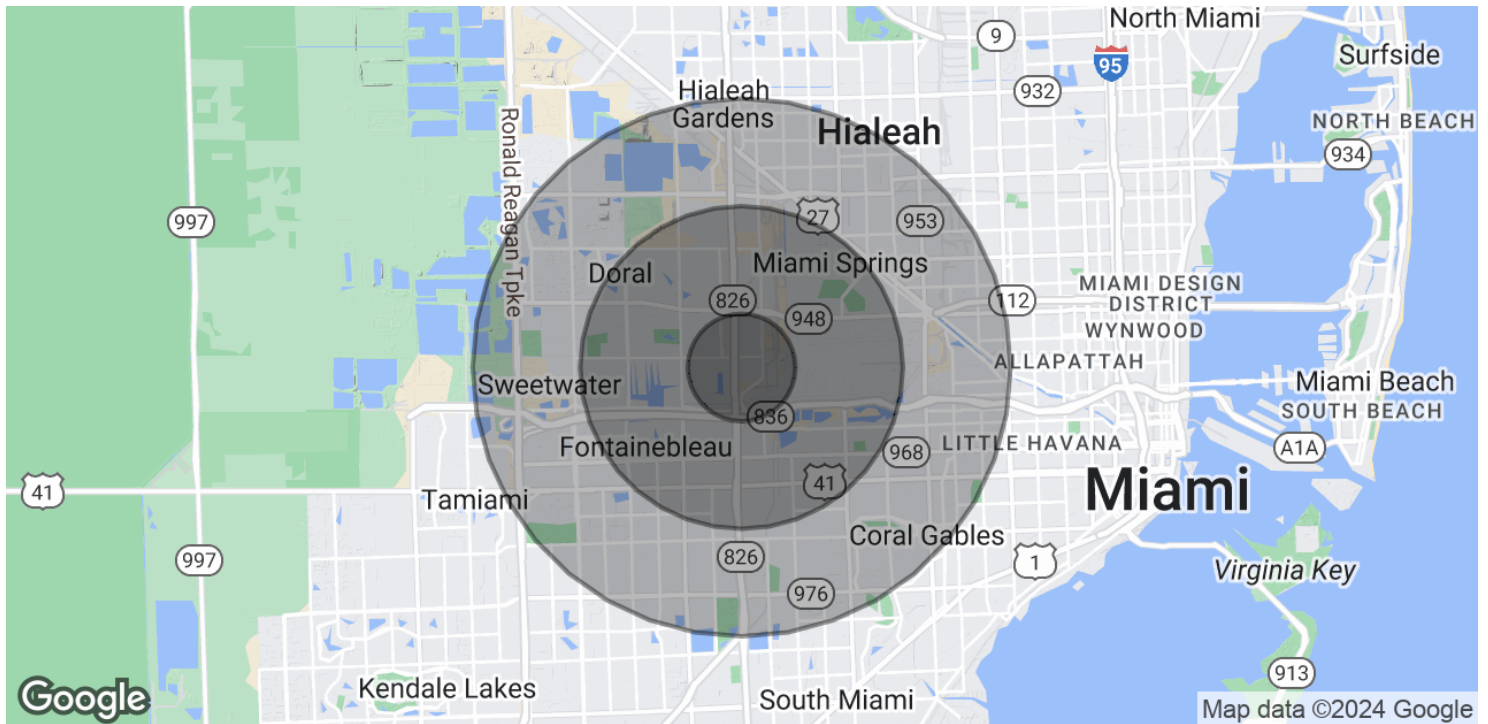 North Miami
9
Surfside
95
932
Hialeah
Gardens
Hialeah
NORTH BEACH
934
Ronald Reagan Tpke
997
27
953
Doral
Miami Springs
826
948
112
MIAMI DESIGN
DISTRICT
WYNWOOD
ALLAPATTAH
Sweetwater
Miami Beach
SOUTH BEACH
836
Fontainebleau
968
LITTLE HAVANA
A1A
41
Tamiami
41
Miami
997
826
Coral Gables
1
Virginia Key
976
913
Kendale Lakes
South Miami
Google
Map data ©2024 Google